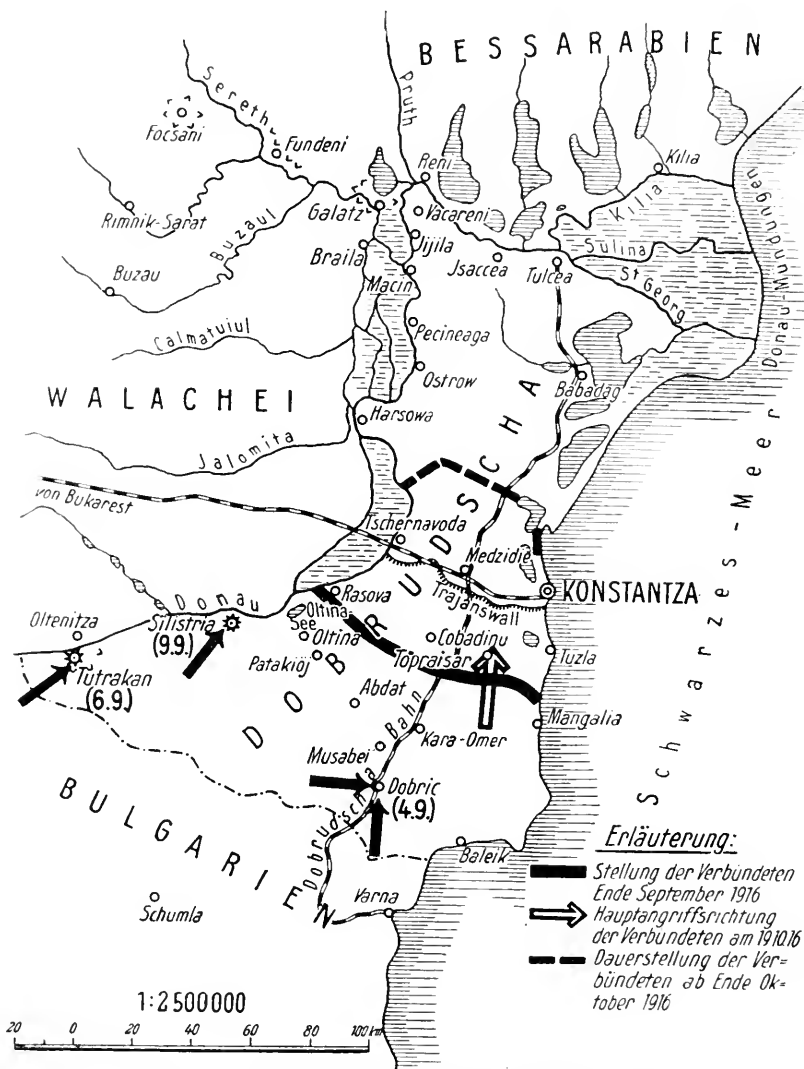 BESSARABIEN
Sereth
Pruth
Focsani
Fundeni
Reni
Kilia
Rimnik-Sarat
Galatz
Vacareni
Kilia
Buzaul
Jijila
Sulina
Braila
Jsaccea
Tulcea
St Georg
Buzau
Macin
Donau-Mündungen
Calmatuiul
Pecineaga
Ostrow
Babadag
WALACHEI
Harsowa
Jalomita
von Bukarest
Tschernavoda
Medzidie
DOBRUDSCHA
KONSTANTZA
Trajanswall
Donau
Rasova
Oltenitza
Silistria
(9.9.)
Oltina-
See
Oltina
Cobadinu
Topraisar
Tuzla
Patakiöj
Tutrakan
(6.9.)
Abdat
Mangalia
Kara-Omer
Musabei
Dobric
(4.9.)
Dobrudscha Bahn
BULGARIEN
Baleik
Schumla
Varna
Schwarzes-Meer
Erläuterung:
Stellung der Verbündeten
Ende September 1916
Hauptangriffsrichtung
der Verbundeten am 19.10.16
Dauerstellung der Ver=
bündeten ab Ende Ok=
tober 1916
1:2500000
20 0 20 40 60 80 100 km